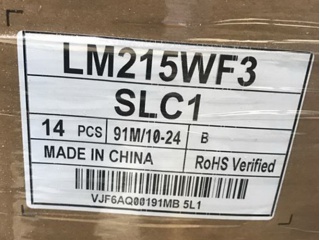 LM215WF3
SLC1
14 PCS 91M/10-24 B
MADE IN CHINA RoHS Verified
VJF6AQ00191MB 5L1